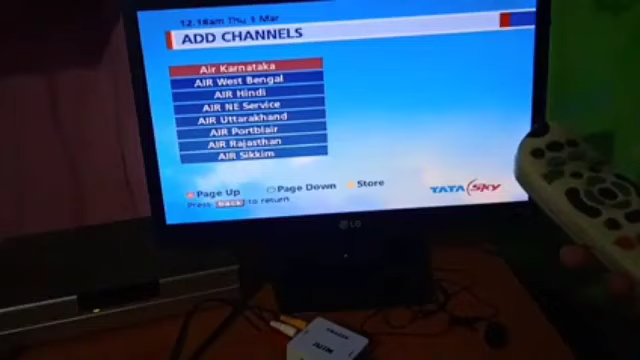 12.18am Thu 3 Mar
ADD CHANNELS
Air Karnataka
AIR West Bengal
AIR Hindi
AIR NE Service
AIR Uttarakhand
AIR Portblair
AIR Rajasthan
AIR Sikkim
Page Up Page Down Store
Press Back to return
TATA Sky
LG
MINI